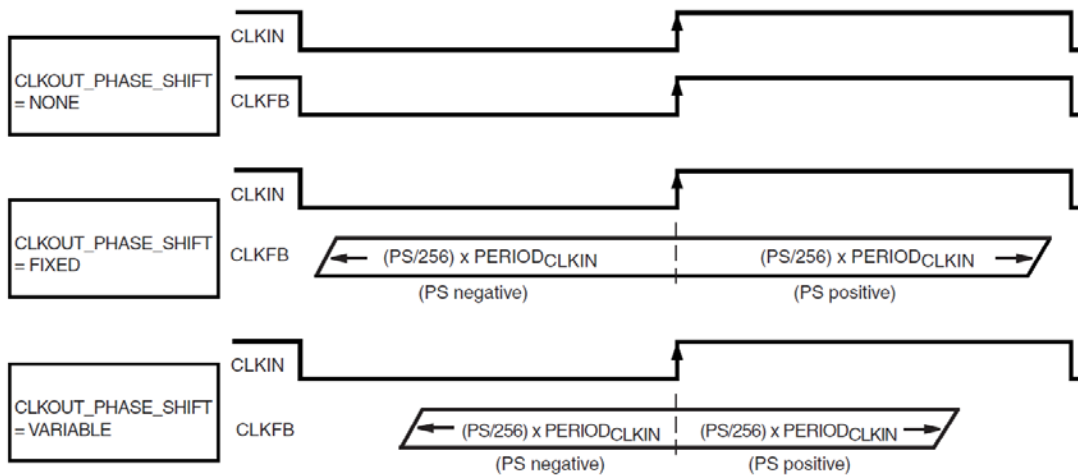 CLKIN
CLKOUT_PHASE_SHIFT
= NONE
CLKFB
CLKIN
CLKOUT_PHASE_SHIFT
= FIXED
CLKFB
(PS/256) x PERIODCLKIN (PS/256) x PERIODCLKIN
(PS negative) (PS positive)
CLKIN
CLKOUT_PHASE_SHIFT
= VARIABLE
CLKFB
(PS/256) x PERIODCLKIN (PS/256) x PERIODCLKIN
(PS negative) (PS positive)